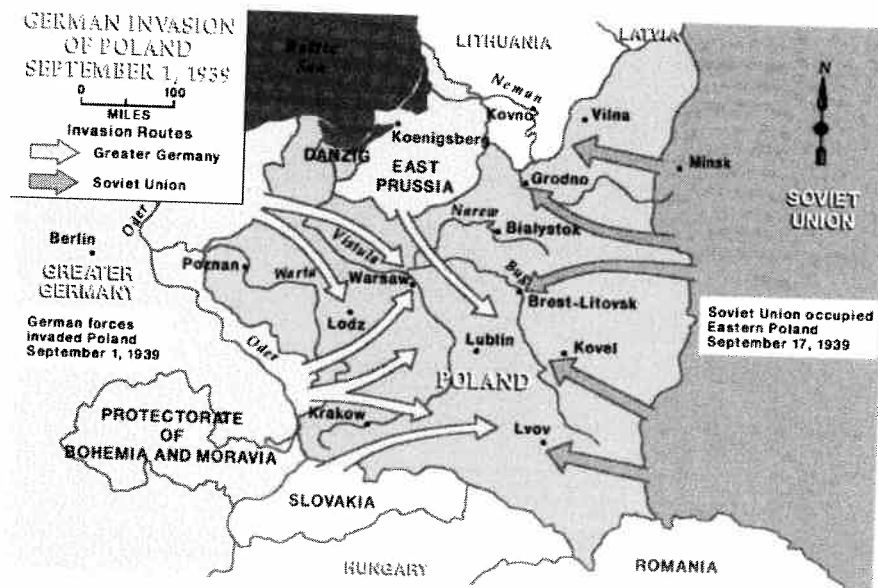 GERMAN INVASION
OF POLAND
SEPTEMBER 1, 1939
0 100
MILES
Invasion Routes
Greater Germany
Soviet Union
Baltic
Sea
LITHUANIA
LATVIA
Neman
Kovno
Vilna
N
Koenigsberg
DANZIG
EAST
PRUSSIA
Minsk
Grodno
SOVIET
UNION
Oder
Berlin
Narew
Bialystok
Vistula
Poznan
Warta
Warsaw
Bug
Brest-Litovsk
GREATER
GERMANY
Lodz
German forces
invaded Poland
September 1, 1939
Oder
Lublin
Kovel
Soviet Union occupied
Eastern Poland
September 17, 1939
POLAND
PROTECTORATE
OF
BOHEMIA AND MORAVIA
Krakow
Lvov
SLOVAKIA
HUNGARY
ROMANIA